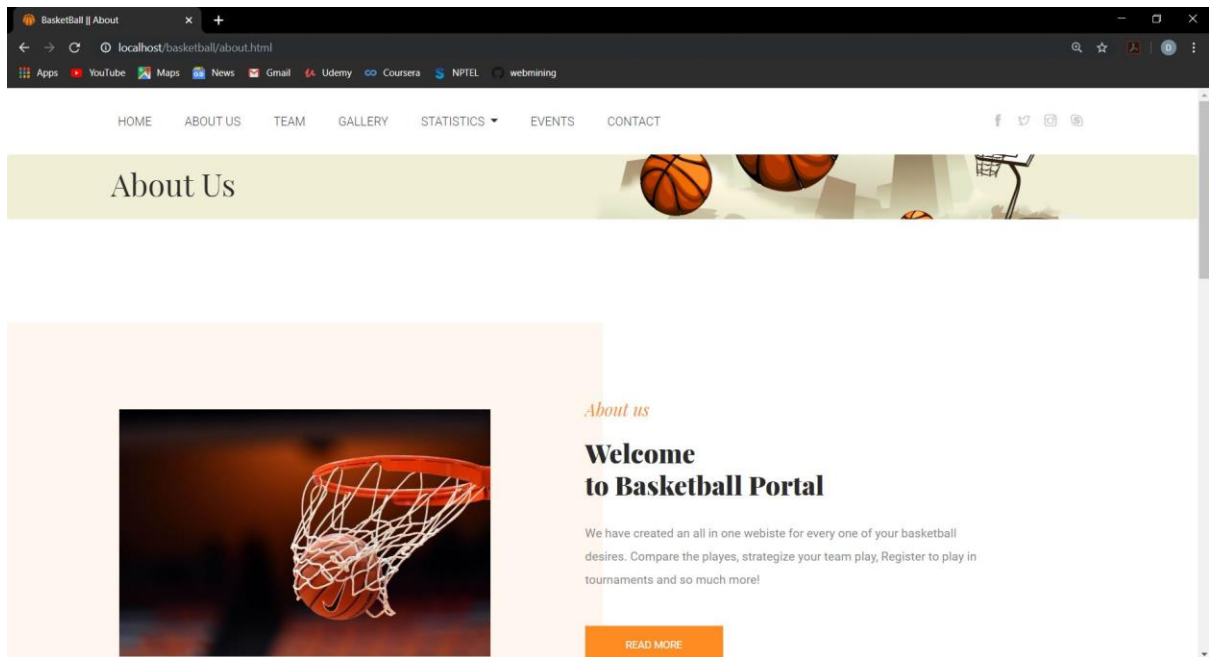 BasketBall || About
localhost/basketball/about.html
Apps YouTube Maps News Gmail Udemy Coursera NPTEL webmining
HOME ABOUT US TEAM GALLERY STATISTICS EVENTS CONTACT
About Us
About us
Welcome
to Basketball Portal
We have created an all in one webiste for every one of your basketball
desires. Compare the playes, strategize your team play, Register to play in
tournaments and so much more!
READ MORE